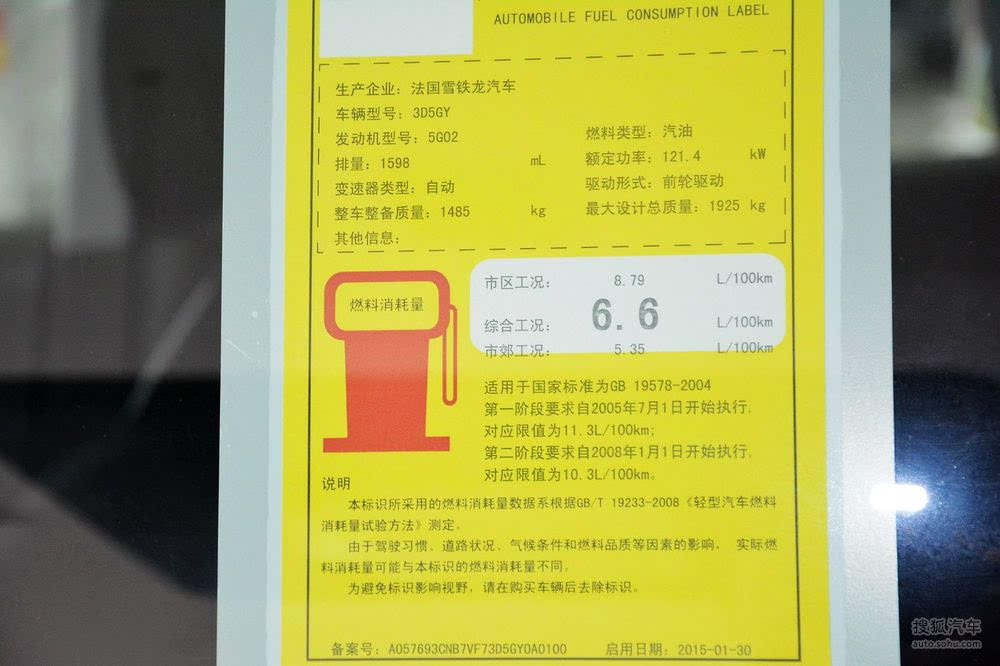 AUTOMOBILE FUEL CONSUMPTION LABEL
生产企业：法国雪铁龙汽车
车辆型号：3D5GY
发动机型号：5G02
燃料类型：汽油
排量：1598 mL
额定功率：121.4 kW
变速器类型：自动
驱动形式：前轮驱动
整车整备质量：1485 kg
最大设计总质量：1925 kg
其他信息：
燃料消耗量
市区工况： 8.79 L/100km
综合工况： 6.6 L/100km
市郊工况： 5.35 L/100km
适用于国家标准为GB 19578-2004
第一阶段要求自2005年7月1日开始执行，
对应限值为11.3L/100km；
第二阶段要求自2008年1月1日开始执行，
对应限值为10.3L/100km。
说明
本标识所采用的燃料消耗量数据系根据GB/T 19233-2008《轻型汽车燃料
消耗量试验方法》测定。
由于驾驶习惯、道路状况、气候条件和燃料品质等因素的影响， 实际燃
料消耗量可能与本标识的燃料消耗量不同。
为避免标识影响视野，请在购买车辆后去除标识。
备案号：A057693CNB7VF73D5GY0A0100 启用日期：2015-01-30
搜狐汽车
auto.sohu.com